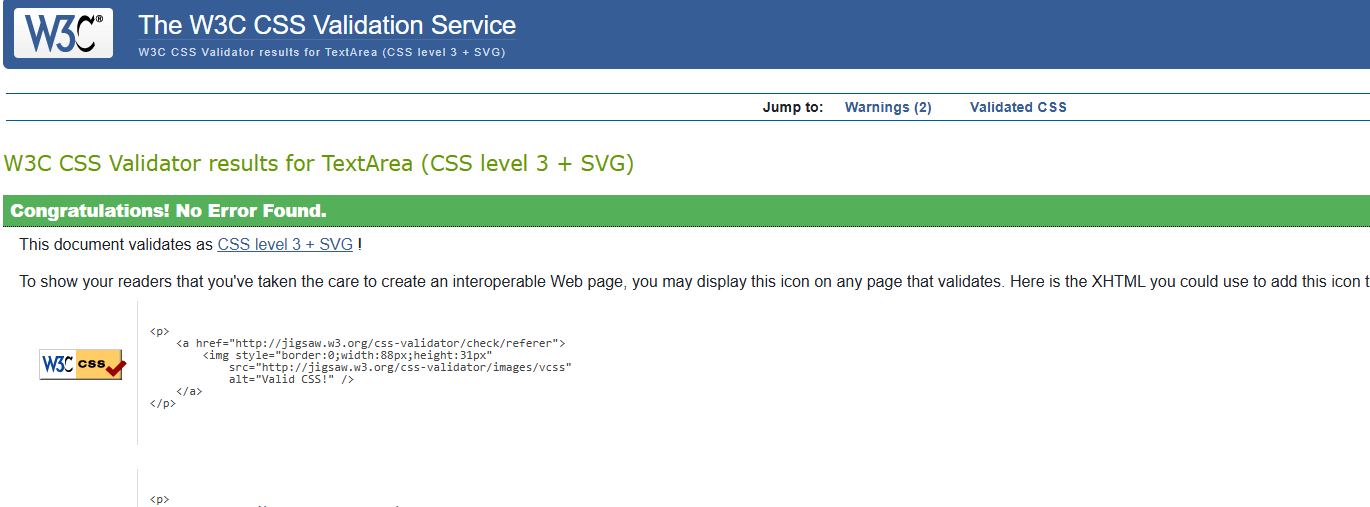 W3C®
The W3C CSS Validation Service
W3C CSS Validator results for TextArea (CSS level 3 + SVG)
Jump to: Warnings (2) Validated CSS
W3C CSS Validator results for TextArea (CSS level 3 + SVG)
Congratulations! No Error Found.
This document validates as CSS level 3 + SVG !
To show your readers that you've taken the care to create an interoperable Web page, you may display this icon on any page that validates. Here is the XHTML you could use to add this icon t
W3C css
<p>
<a href="http://jigsaw.w3.org/css-validator/check/referer">
<img style="border:0;width:88px;height:31px"
src="http://jigsaw.w3.org/css-validator/images/vcss"
alt="Valid CSS!" />
</a>
</p>
<p>